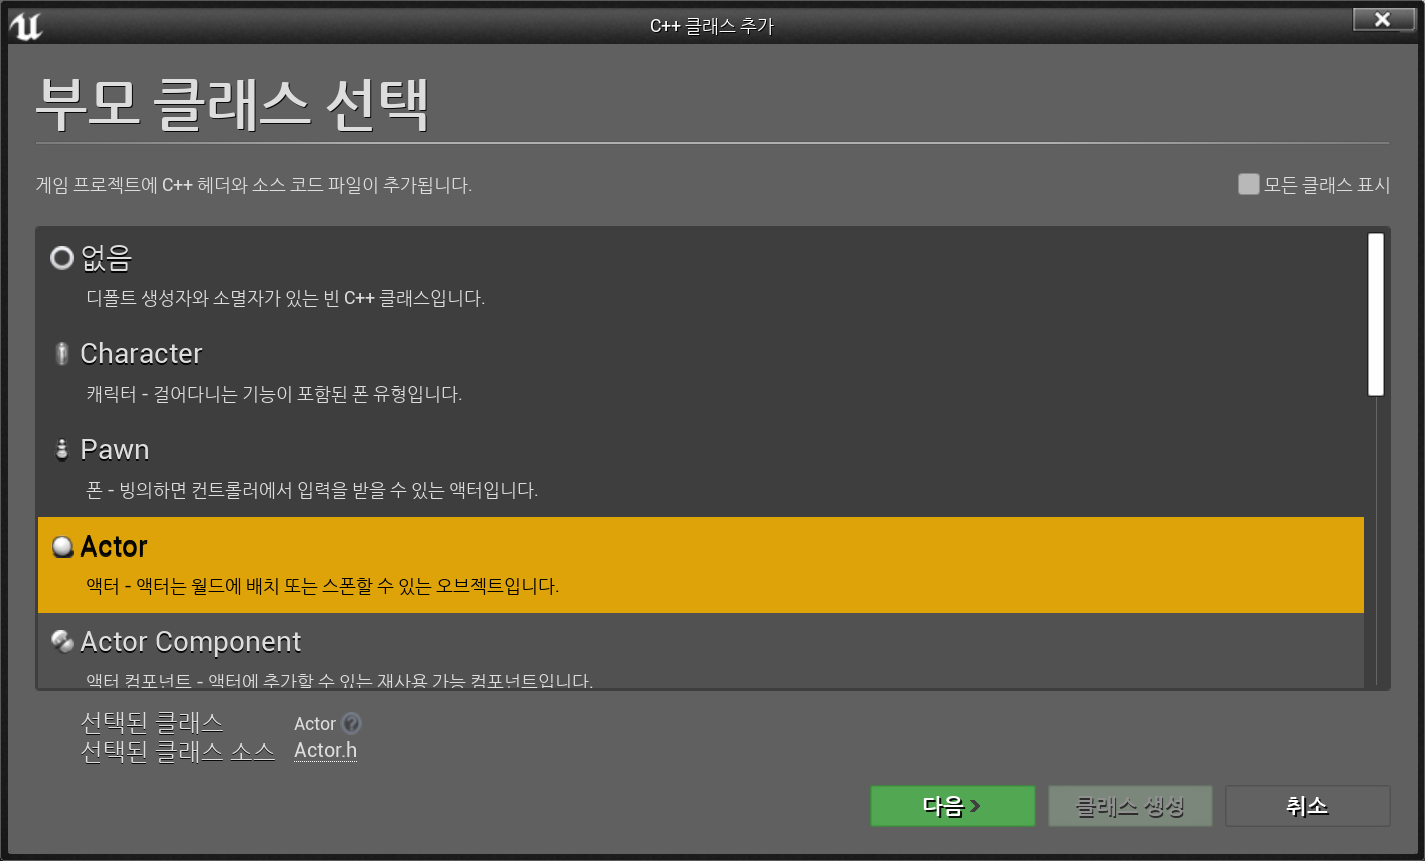 C++ 클래스 추가
부모 클래스 선택
게임 프로젝트에 C++ 헤더와 소스 코드 파일이 추가됩니다.
모든 클래스 표시
없음
디폴트 생성자와 소멸자가 있는 빈 C++ 클래스입니다.
Character
캐릭터 - 걸어다니는 기능이 포함된 폰 유형입니다.
Pawn
폰 - 빙의하면 컨트롤러에서 입력을 받을 수 있는 액터입니다.
Actor
액터 - 액터는 월드에 배치 또는 스폰할 수 있는 오브젝트입니다.
Actor Component
액터 컴포넌트 - 액터에 추가할 수 있는 재사용 가능 컴포넌트입니다.
선택된 클래스 Actor ?
선택된 클래스 소스 Actor.h
다음 >
클래스 생성
취소